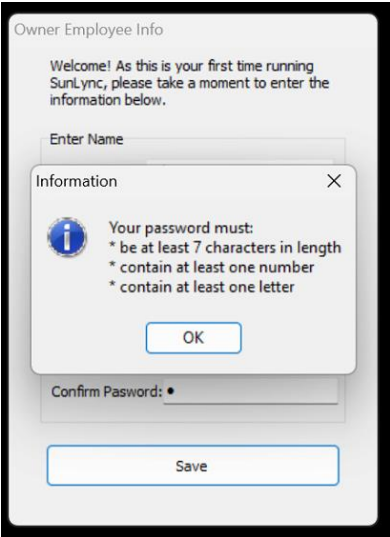 Owner Employee Info
Welcome! As this is your first time running
SunLync, please take a moment to enter the
information below.
Enter Name
Information
Your password must:
* be at least 7 characters in length
* contain at least one number
* contain at least one letter
OK
Confirm Pasword: •
Save